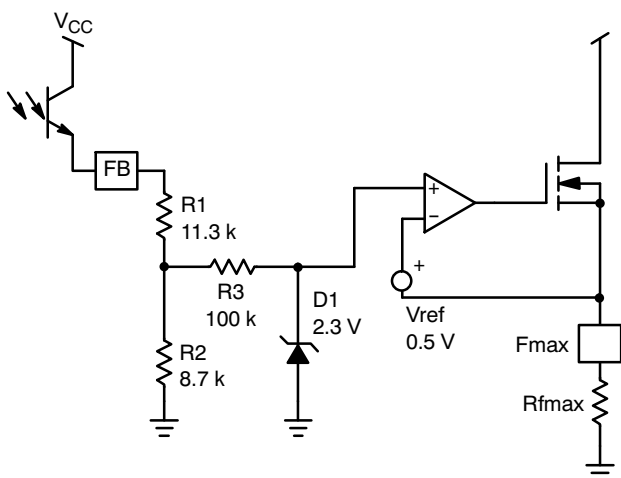 V_CC
FB
R1
11.3 k
R3
100 k
D1
2.3 V
R2
8.7 k
+
−
+
Vref
0.5 V
Fmax
Rfmax